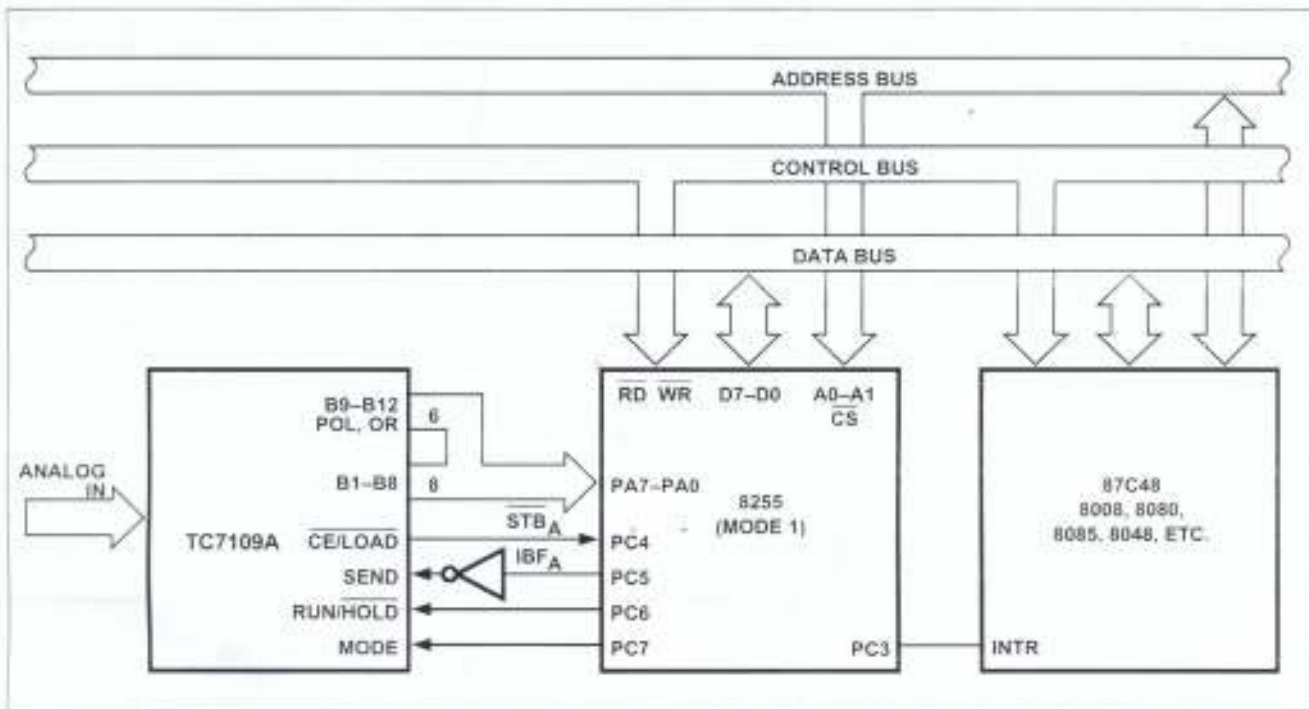 ADDRESS BUS
CONTROL BUS
DATA BUS
ANALOG
IN
TC7109A
B9–B12
POL, OR
6
B1–B8
8
CE/LOAD
SEND
RUN/HOLD
MODE
STBA
IBFA
RD WR D7–D0 A0–A1
CS
PA7–PA0
8255
(MODE 1)
PC4
PC5
PC6
PC7
PC3
87C48
8008, 8080,
8085, 8048, ETC.
INTR